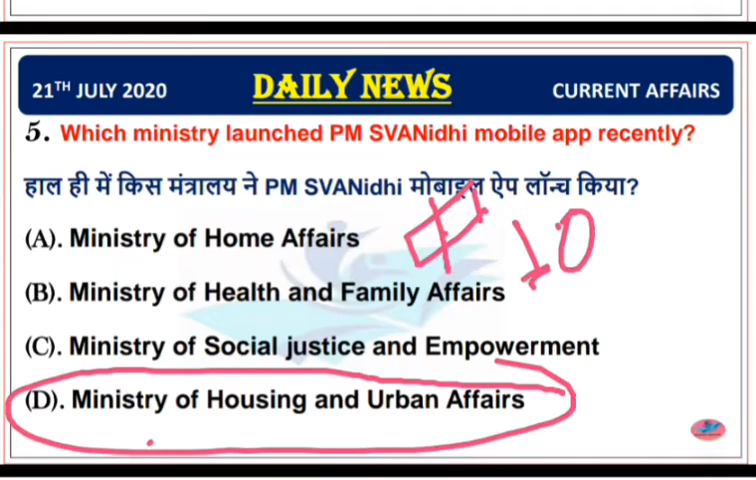 21TH JULY 2020 DAILY NEWS CURRENT AFFAIRS
5. Which ministry launched PM SVANidhi mobile app recently?
हाल ही में किस मंत्रालय ने PM SVANidhi मोबाइल ऐप लॉन्च किया?
(A). Ministry of Home Affairs
10
(B). Ministry of Health and Family Affairs
(C). Ministry of Social justice and Empowerment
(D). Ministry of Housing and Urban Affairs